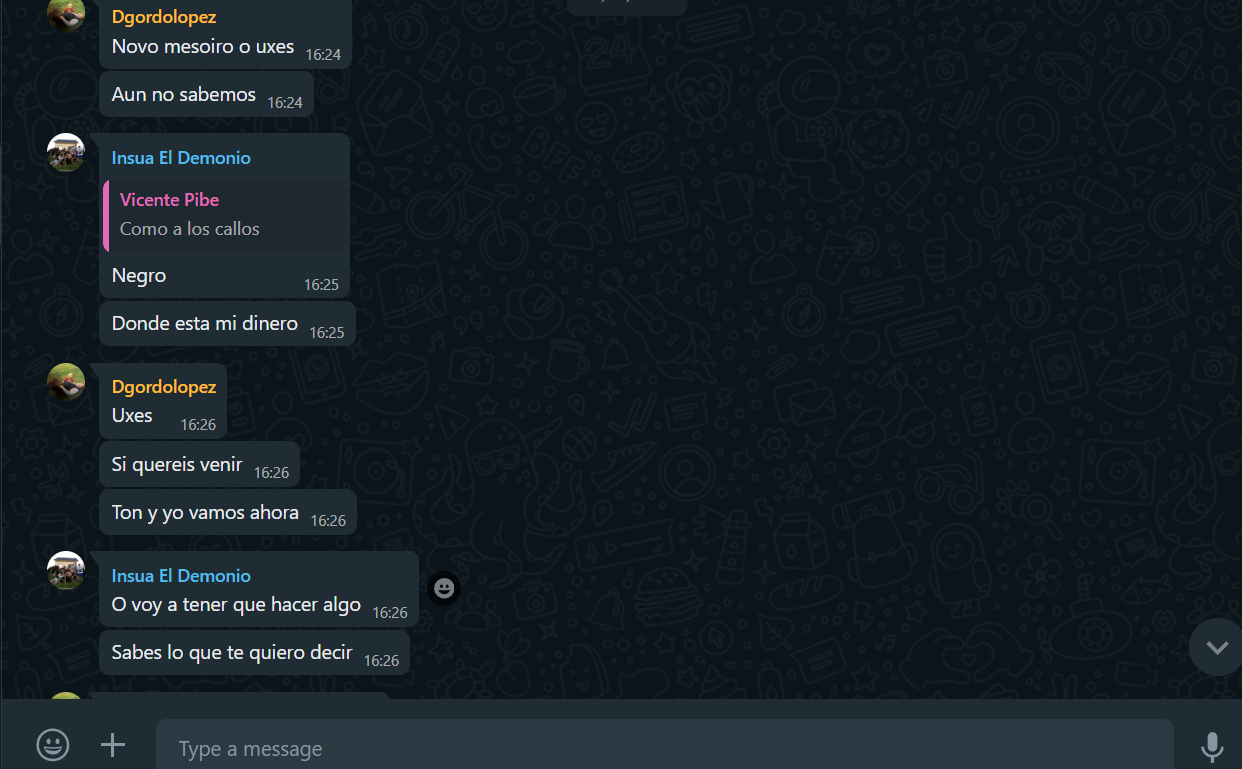 Dgordolopez
Novo mesoiro o uxes 16:24
Aun no sabemos 16:24
Insua El Demonio
Vicente Pibe
Como a los callos
Negro 16:25
Donde esta mi dinero 16:25
Dgordolopez
Uxes 16:26
Si quereis venir 16:26
Ton y yo vamos ahora 16:26
Insua El Demonio
O voy a tener que hacer algo 16:26
Sabes lo que te quiero decir 16:26
Type a message